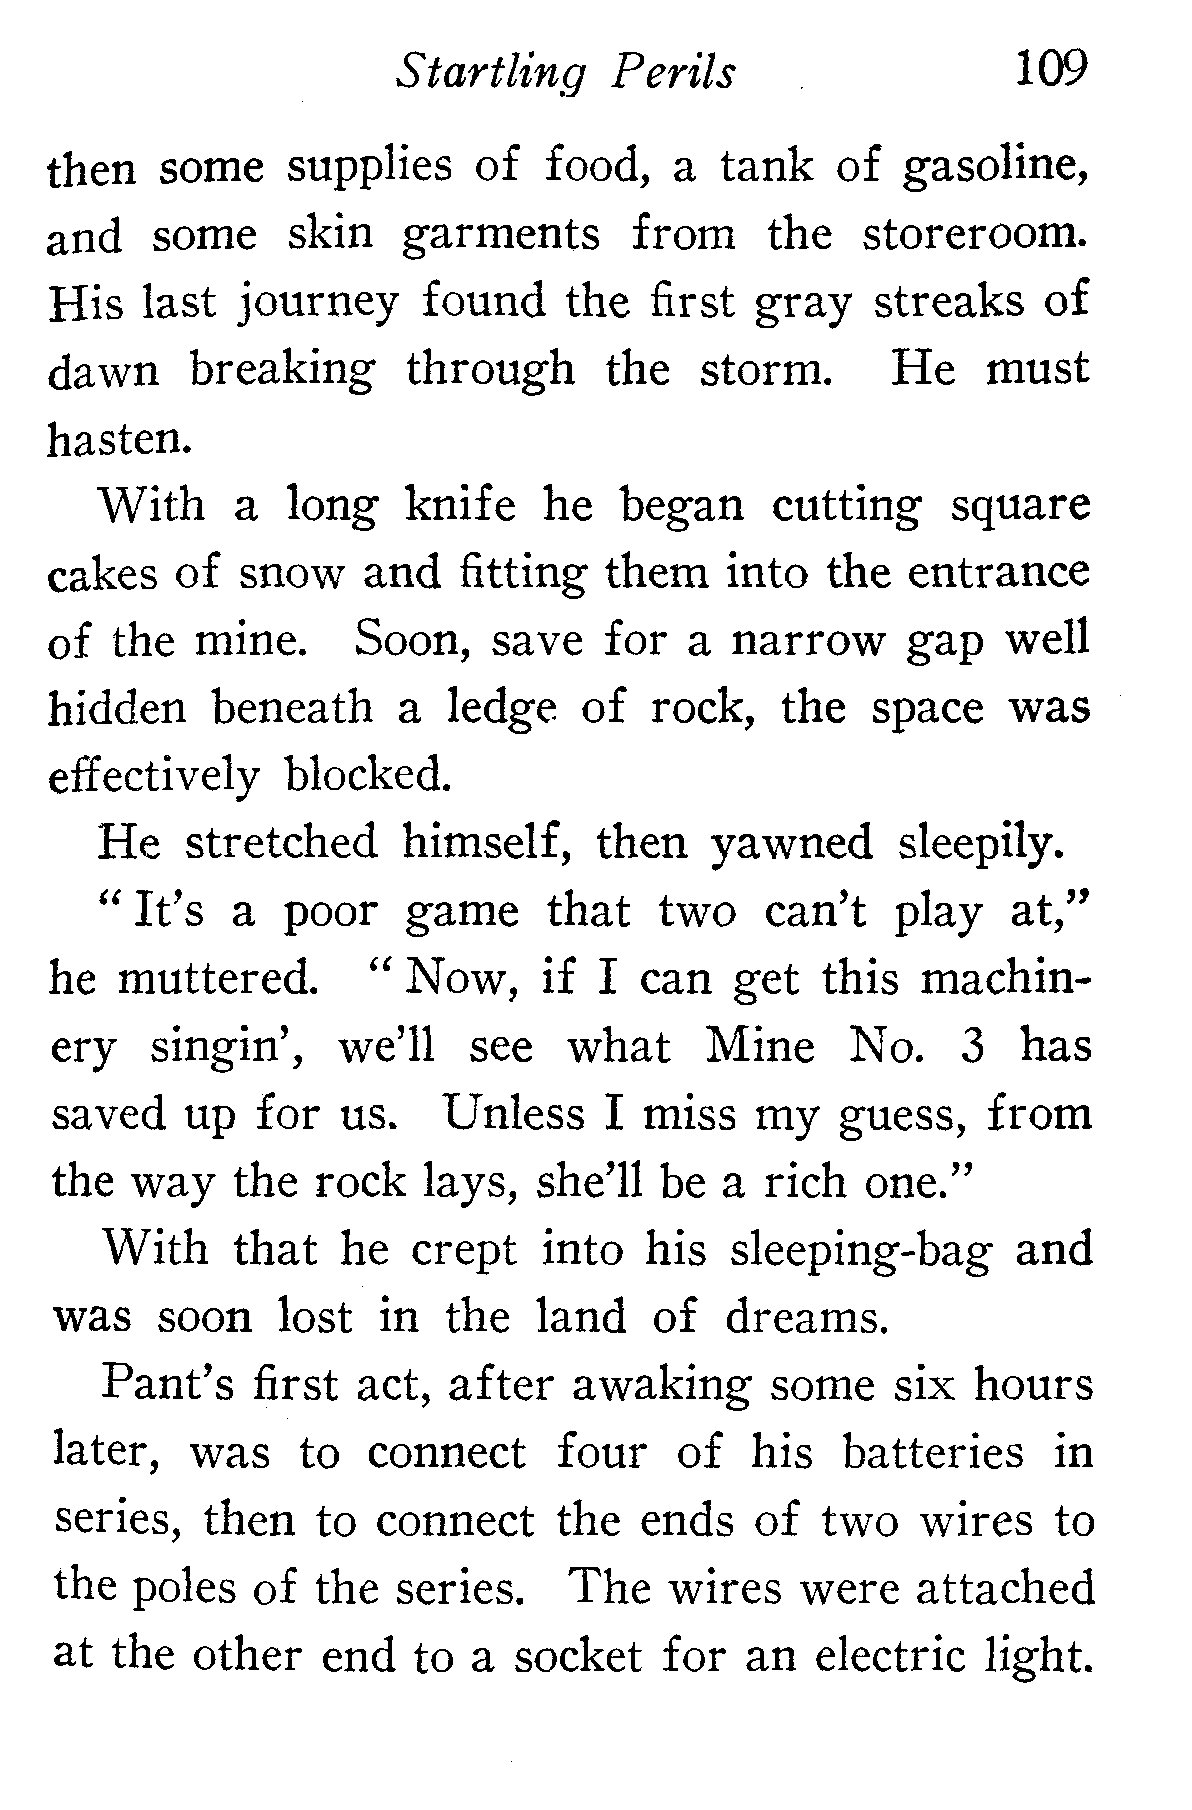 Startling Perils 109
then some supplies of food, a tank of gasoline,
and some skin garments from the storeroom.
His last journey found the first gray streaks of
dawn breaking through the storm. He must
hasten.
With a long knife he began cutting square
cakes of snow and fitting them into the entrance
of the mine. Soon, save for a narrow gap well
hidden beneath a ledge of rock, the space was
effectively blocked.
He stretched himself, then yawned sleepily.
“ It’s a poor game that two can’t play at,”
he muttered. “ Now, if I can get this machin-
ery singin’, we’ll see what Mine No. 3 has
saved up for us. Unless I miss my guess, from
the way the rock lays, she’ll be a rich one.”
With that he crept into his sleeping-bag and
was soon lost in the land of dreams.
Pant’s first act, after awaking some six hours
later, was to connect four of his batteries in
series, then to connect the ends of two wires to
the poles of the series. The wires were attached
at the other end to a socket for an electric light.